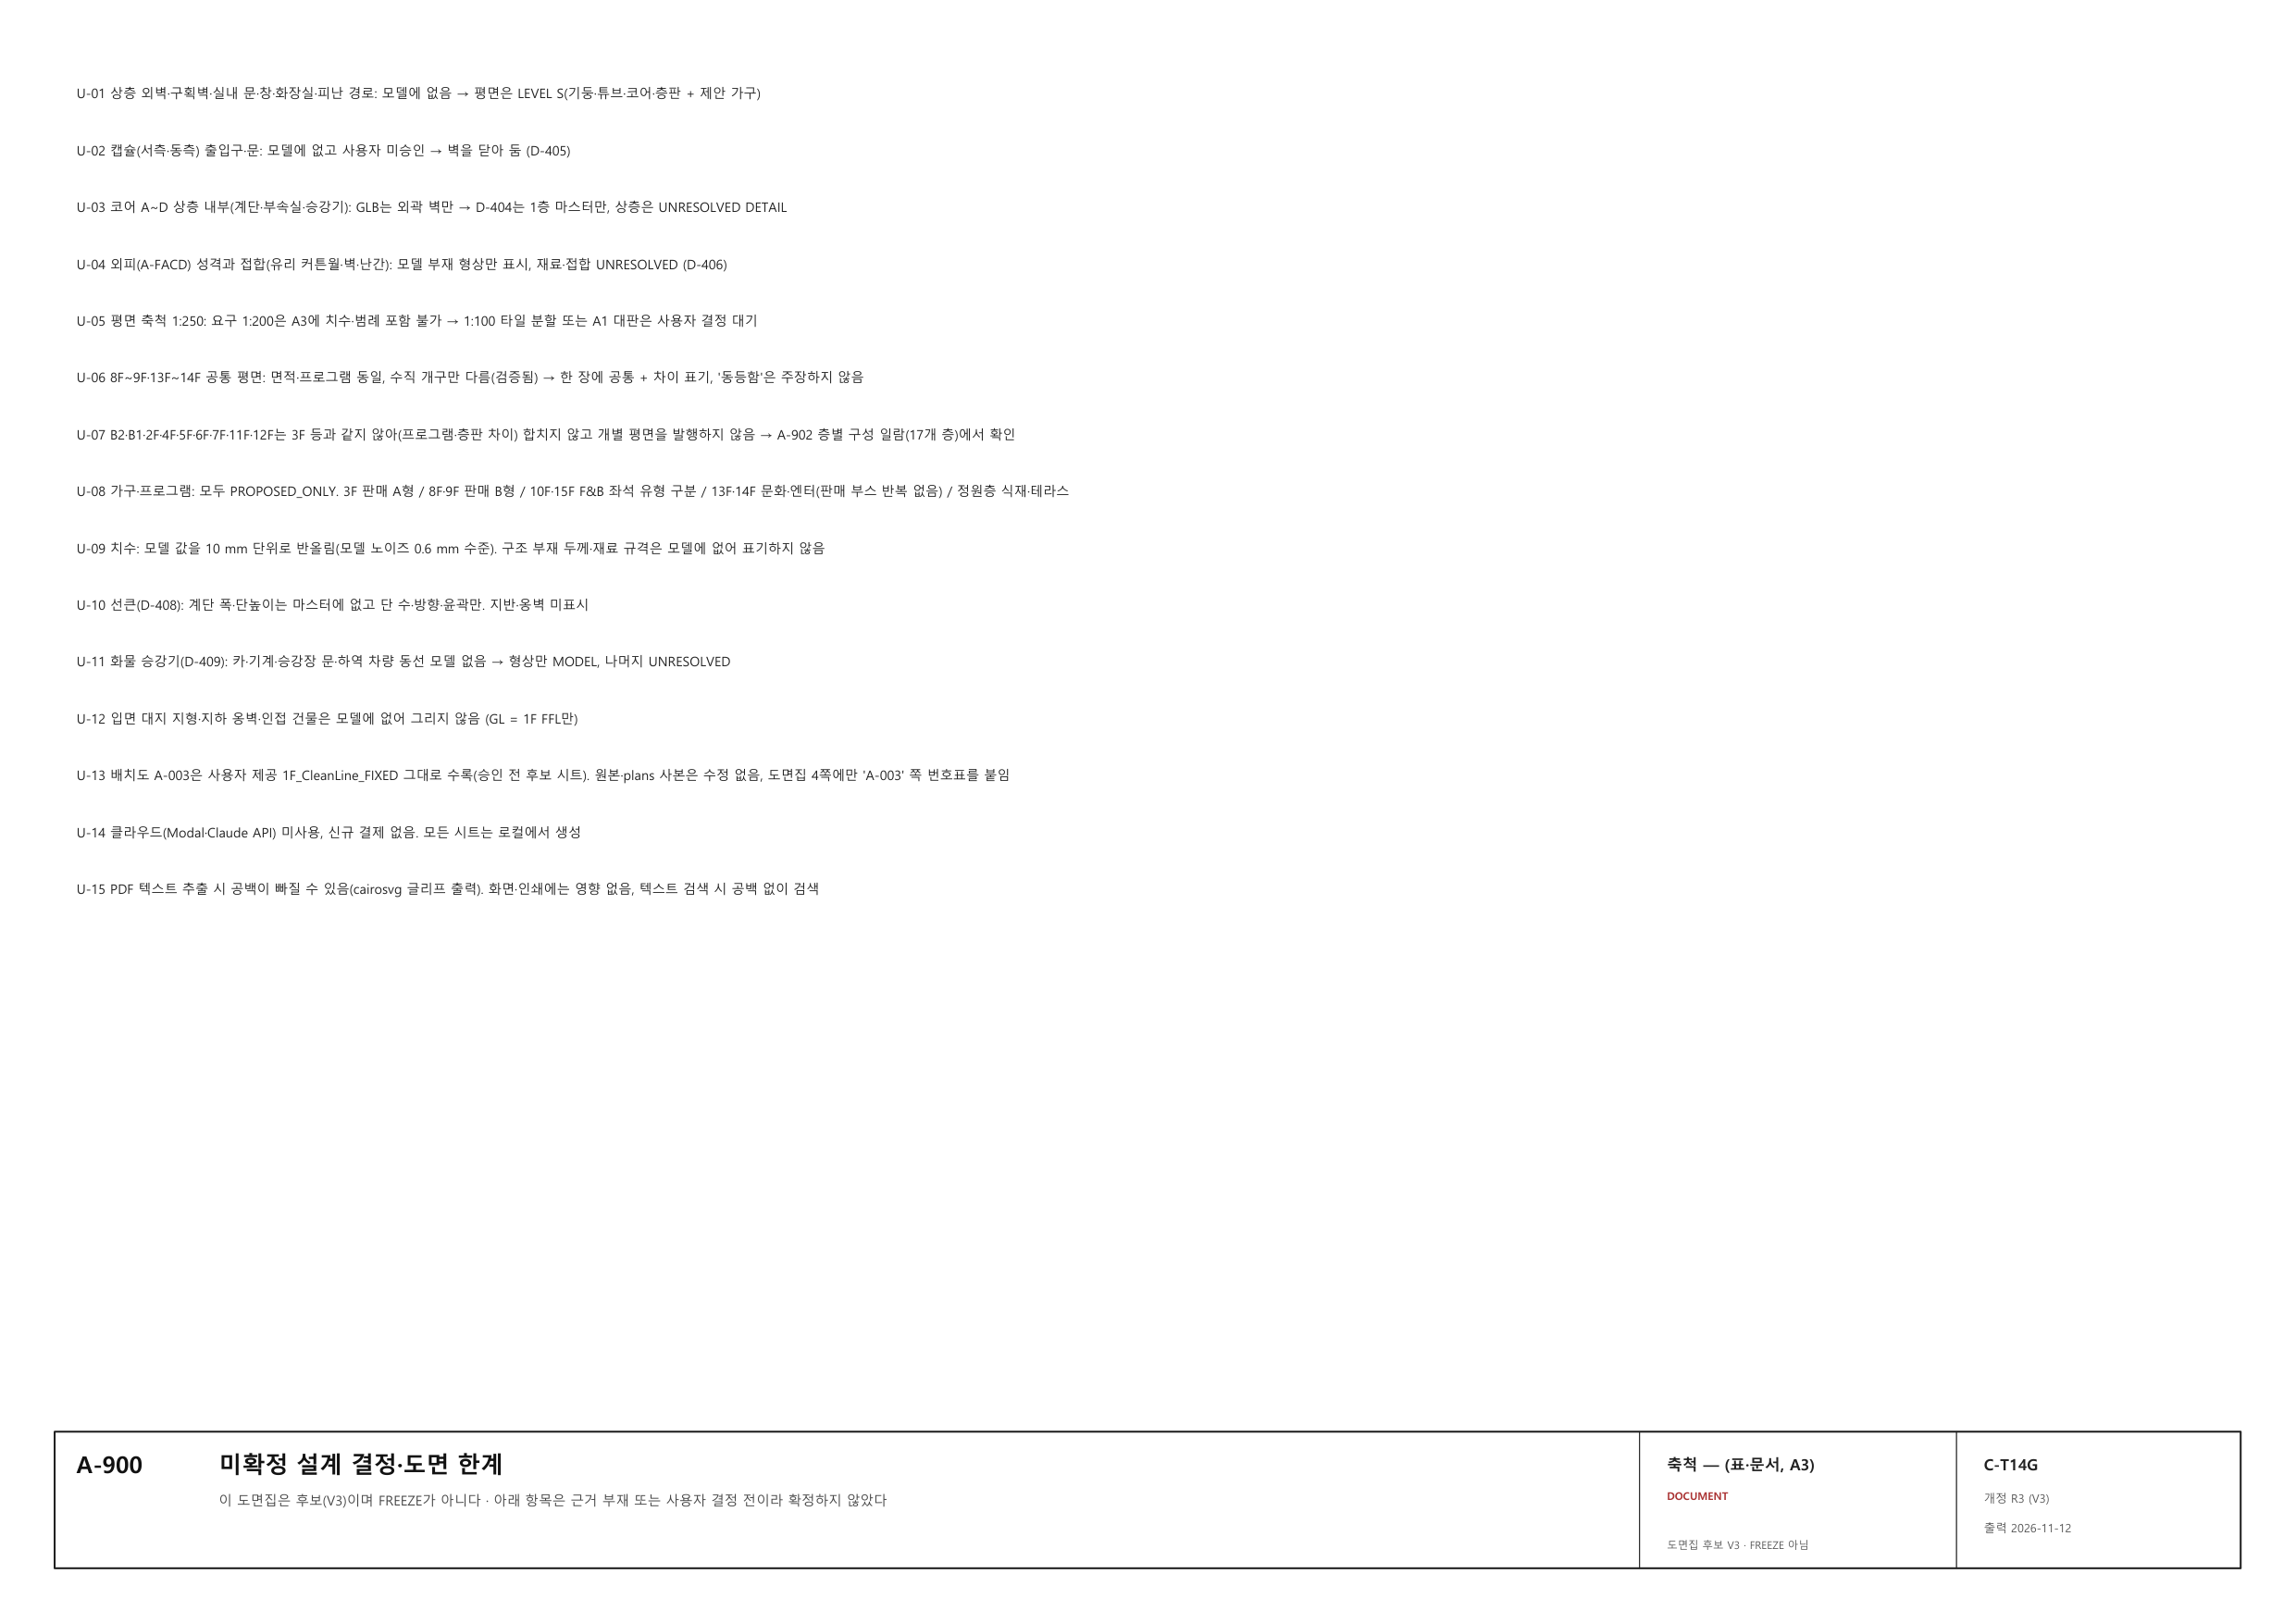 U-01 상층 외벽·구획벽·실내 문·창·화장실·피난 경로: 모델에 없음 → 평면은 LEVEL S(기둥·튜브·코어·층판 + 제안 가구)
U-02 캡슐(서측·동측) 출입구·문: 모델에 없고 사용자 미승인 → 벽을 닫아 둠 (D-405)
U-03 코어 A~D 상층 내부(계단·부속실·승강기): GLB는 외곽 벽만 → D-404는 1층 마스터만, 상층은 UNRESOLVED DETAIL
U-04 외피(A-FACD) 성격과 접합(유리 커튼월·벽·난간): 모델 부재 형상만 표시, 재료·접합 UNRESOLVED (D-406)
U-05 평면 축척 1:250: 요구 1:200은 A3에 치수·범례 포함 불가 → 1:100 타일 분할 또는 A1 대판은 사용자 결정 대기
U-06 8F~9F·13F~14F 공통 평면: 면적·프로그램 동일, 수직 개구만 다름(검증됨) → 한 장에 공통 + 차이 표기, '동등함'은 주장하지 않음
U-07 B2·B1·2F·4F·5F·6F·7F·11F·12F는 3F 등과 같지 않아(프로그램·층판 차이) 합치지 않고 개별 평면을 발행하지 않음 → A-902 층별 구성 일람(17개 층)에서 확인
U-08 가구·프로그램: 모두 PROPOSED_ONLY. 3F 판매 A형 / 8F·9F 판매 B형 / 10F·15F F&B 좌석 유형 구분 / 13F·14F 문화·엔터(판매 부스 반복 없음) / 정원층 식재·테라스
U-09 치수: 모델 값을 10 mm 단위로 반올림(모델 노이즈 0.6 mm 수준). 구조 부재 두께·재료 규격은 모델에 없어 표기하지 않음
U-10 선큰(D-408): 계단 폭·단높이는 마스터에 없고 단 수·방향·윤곽만. 지반·옹벽 미표시
U-11 화물 승강기(D-409): 카·기계·승강장 문·하역 차량 동선 모델 없음 → 형상만 MODEL, 나머지 UNRESOLVED
U-12 입면 대지 지형·지하 옹벽·인접 건물은 모델에 없어 그리지 않음 (GL = 1F FFL만)
U-13 배치도 A-003은 사용자 제공 1F_CleanLine_FIXED 그대로 수록(승인 전 후보 시트). 원본·plans 사본은 수정 없음, 도면집 4쪽에만 'A-003' 쪽 번호표를 붙임
U-14 클라우드(Modal·Claude API) 미사용, 신규 결제 없음. 모든 시트는 로컬에서 생성
U-15 PDF 텍스트 추출 시 공백이 빠질 수 있음(cairosvg 글리프 출력). 화면·인쇄에는 영향 없음, 텍스트 검색 시 공백 없이 검색
A-900
미확정 설계 결정·도면 한계
이 도면집은 후보(V3)이며 FREEZE가 아니다 · 아래 항목은 근거 부재 또는 사용자 결정 전이라 확정하지 않았다
축척 — (표·문서, A3)
DOCUMENT
도면집 후보 V3 · FREEZE 아님
C-T14G
개정 R3 (V3)
출력 2026-11-12